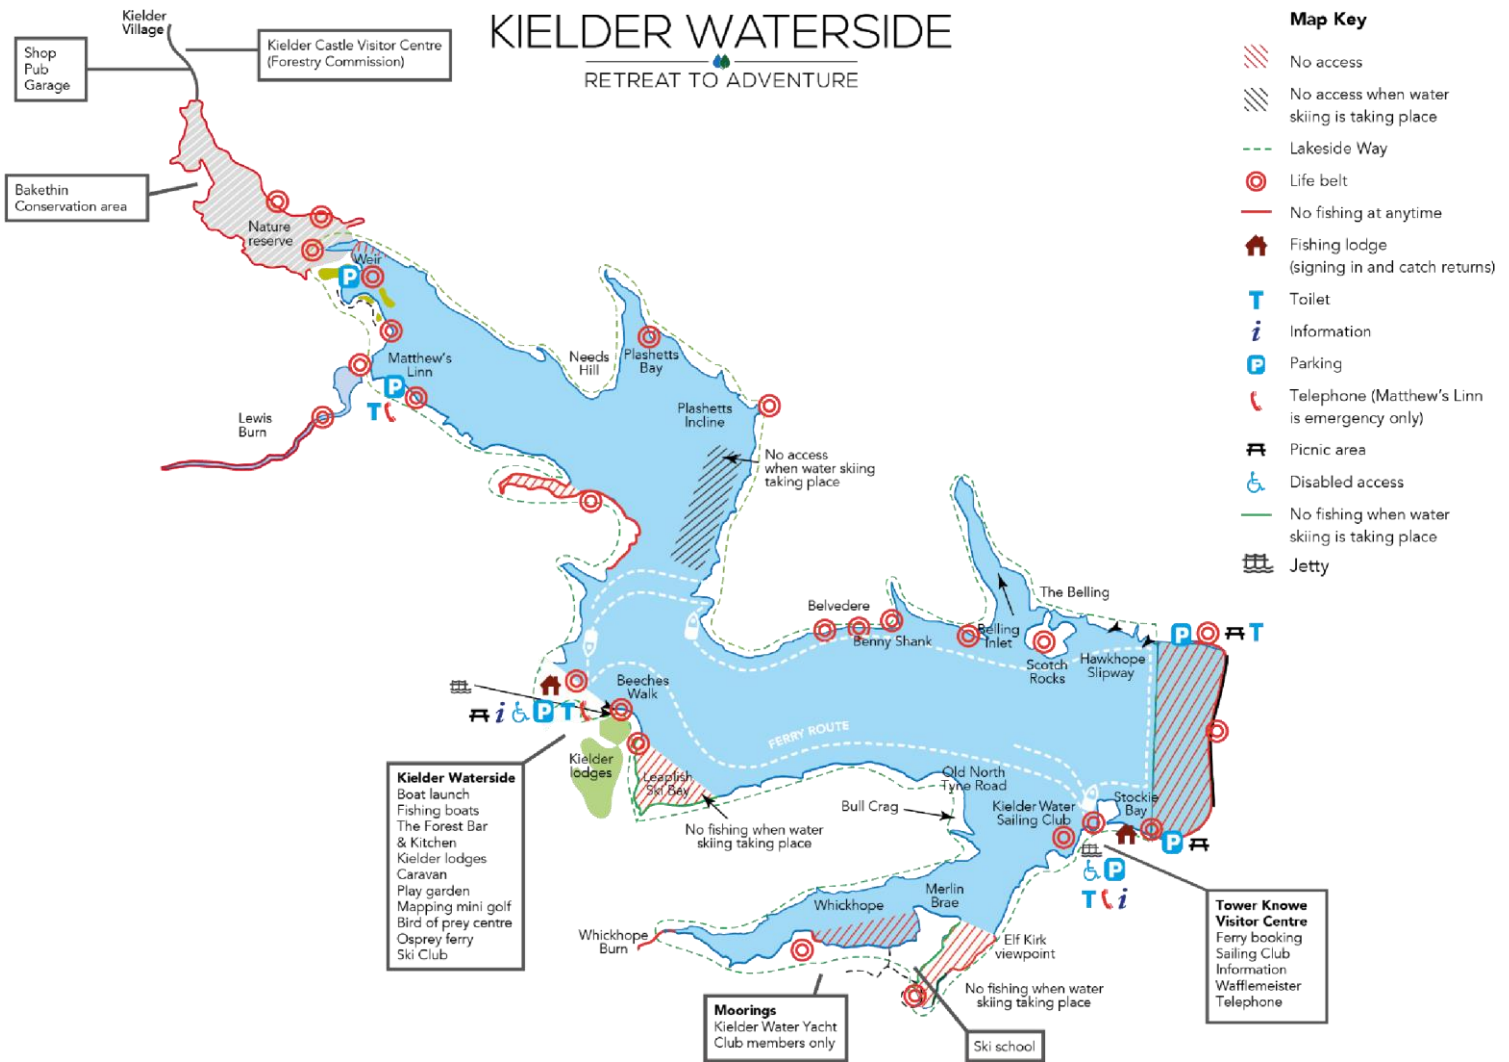 KIELDER WATERSIDE
RETREAT TO ADVENTURE
Kielder
Village
Shop
Pub
Garage
Kielder Castle Visitor Centre
(Forestry Commission)
Bakethin
Conservation area
Nature
reserve
Weir
P
Matthew's
Linn
P
T
Lewis
Burn
Needs
Hill
Plashetts
Bay
Plashetts
Incline
No access
when water skiing
taking place
Belvedere
Benny Shank
Belling
Inlet
The Belling
Scotch
Rocks
Hawkhope
Slipway
P
T
Beeches
Walk
i
P
T
Kielder
lodges
Leaplish
Ski Bay
FERRY ROUTE
No fishing when water
skiing taking place
Bull Crag
Old North
Tyne Road
Kielder Water
Sailing Club
Stockie
Bay
P
P
T
i
Kielder Waterside
Boat launch
Fishing boats
The Forest Bar
& Kitchen
Kielder lodges
Caravan
Play garden
Mapping mini golf
Bird of prey centre
Osprey ferry
Ski Club
Whickhope
Merlin
Brae
Whickhope
Burn
Elf Kirk
viewpoint
No fishing when water
skiing taking place
Moorings
Kielder Water Yacht
Club members only
Ski school
Tower Knowe
Visitor Centre
Ferry booking
Sailing Club
Information
Wafflemeister
Telephone
Map Key
No access
No access when water
skiing is taking place
Lakeside Way
Life belt
No fishing at anytime
Fishing lodge
(signing in and catch returns)
T Toilet
i Information
P Parking
Telephone (Matthew's Linn
is emergency only)
Picnic area
Disabled access
No fishing when water
skiing is taking place
Jetty